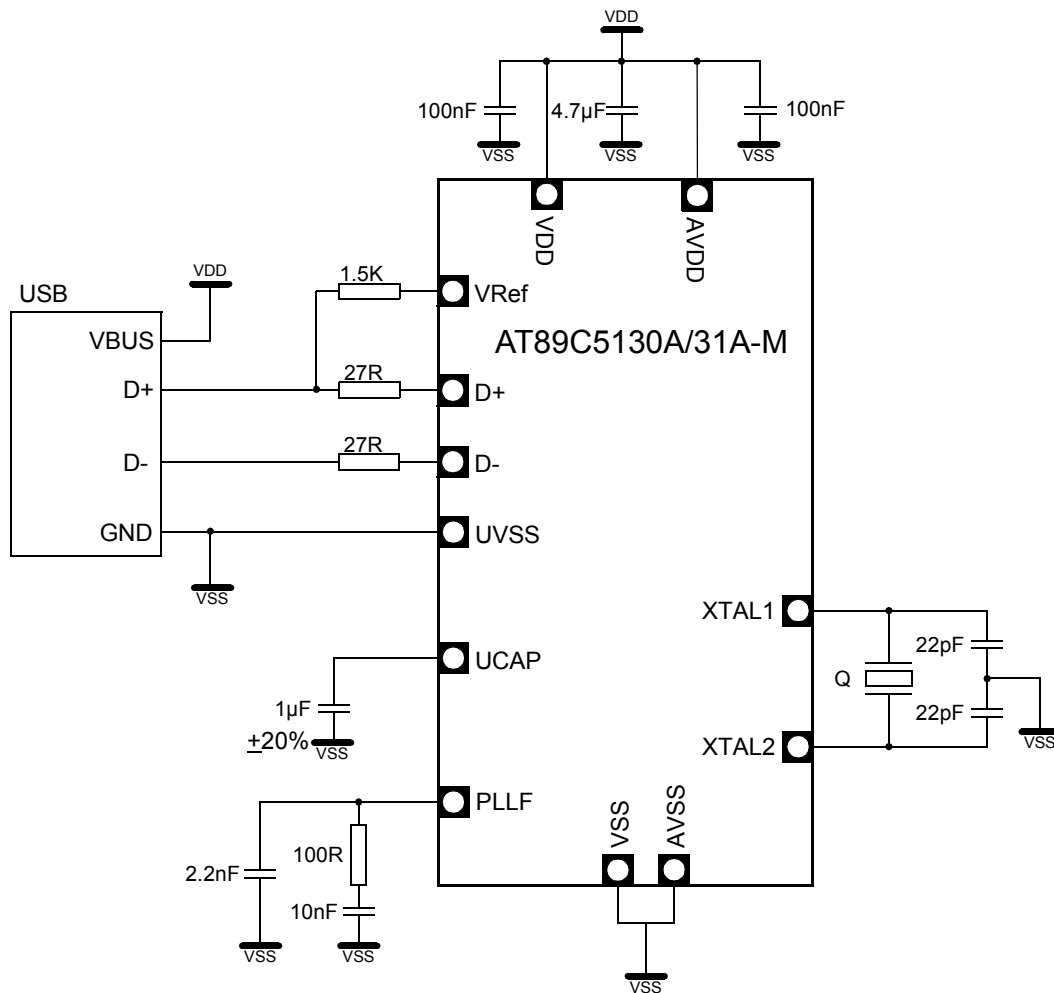 VDD
100nF
4.7µF
100nF
VSS
VSS
VSS
VDD
AVDD
VDD
USB
1.5K
VRef
VBUS
AT89C5130A/31A-M
D+
27R
D+
D-
27R
D-
GND
UVSS
VSS
XTAL1
22pF
UCAP
Q
1µF
±20%
VSS
22pF
XTAL2
VSS
PLLF
VSS
AVSS
2.2nF
100R
10nF
VSS
VSS
VSS